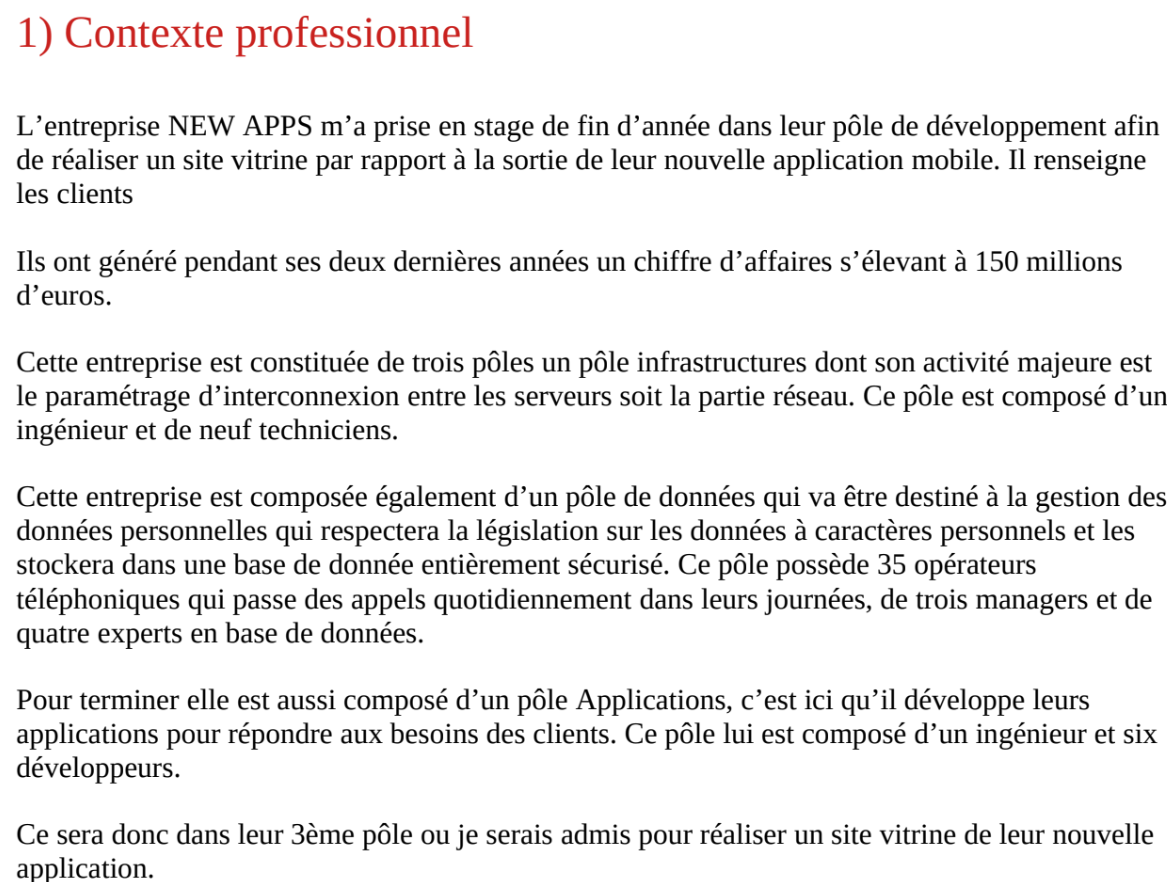 1) Contexte professionnel
L’entreprise NEW APPS m’a prise en stage de fin d’année dans leur pôle de développement afin
de réaliser un site vitrine par rapport à la sortie de leur nouvelle application mobile. Il renseigne
les clients
Ils ont généré pendant ses deux dernières années un chiffre d’affaires s’élevant à 150 millions
d’euros.
Cette entreprise est constituée de trois pôles un pôle infrastructures dont son activité majeure est
le paramétrage d’interconnexion entre les serveurs soit la partie réseau. Ce pôle est composé d’un
ingénieur et de neuf techniciens.
Cette entreprise est composée également d’un pôle de données qui va être destiné à la gestion des
données personnelles qui respectera la législation sur les données à caractères personnels et les
stockera dans une base de donnée entièrement sécurisé. Ce pôle possède 35 opérateurs
téléphoniques qui passe des appels quotidiennement dans leurs journées, de trois managers et de
quatre experts en base de données.
Pour terminer elle est aussi composé d’un pôle Applications, c’est ici qu’il développe leurs
applications pour répondre aux besoins des clients. Ce pôle lui est composé d’un ingénieur et six
développeurs.
Ce sera donc dans leur 3ème pôle ou je serais admis pour réaliser un site vitrine de leur nouvelle
application.